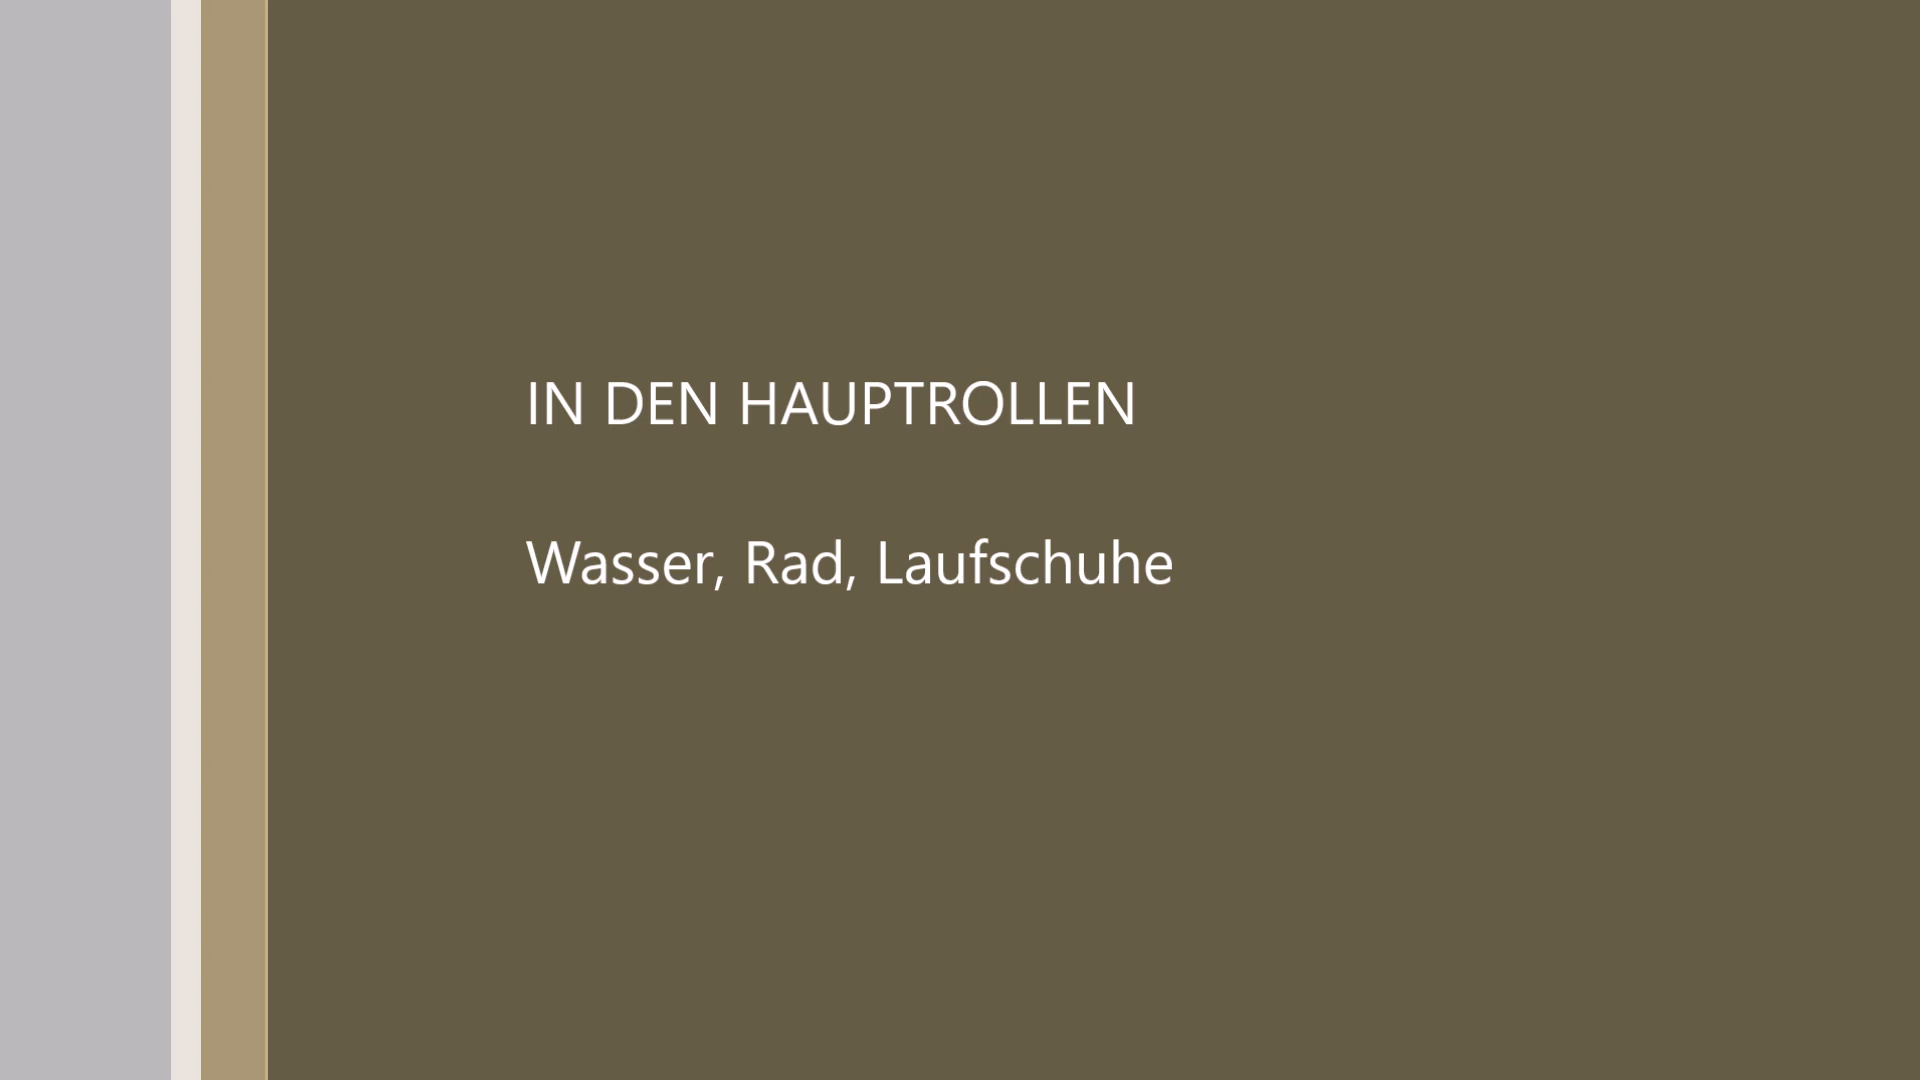 IN DEN HAUPTROLLEN
Wasser, Rad, Laufschuhe